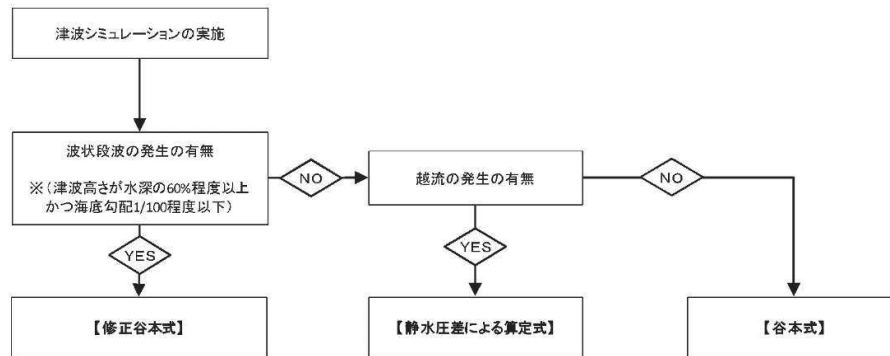 津波シミュレーションの実施
波状段波の発生の有無
※(津波高さが水深の60%程度以上
かつ海底勾配1/100程度以下)
NO
越流の発生の有無
NO
YES
YES
【修正谷本式】
【静水圧差による算定式】
【谷本式】